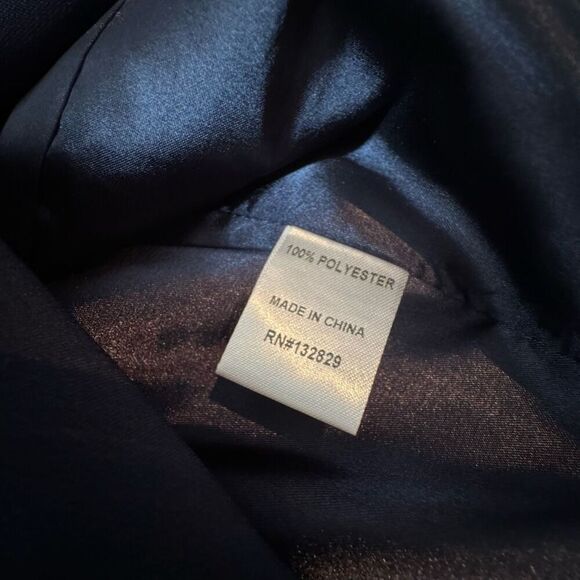 100% POLYESTER
MADE IN CHINA
RN#132829